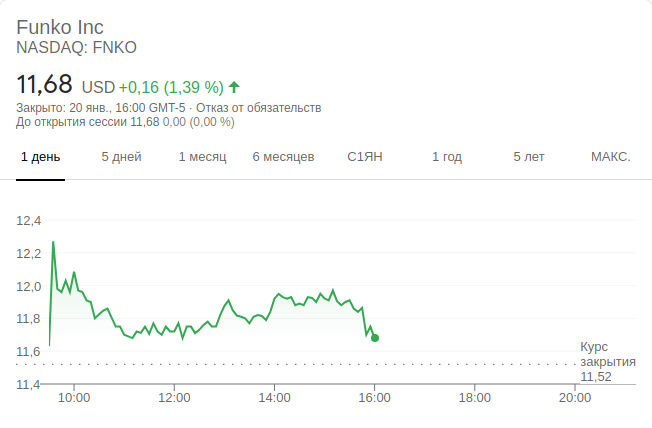 Funko Inc
NASDAQ: FNKO
11,68 USD +0,16 (1,39 %)
Закрыто: 20 янв., 16:00 GMT-5 · Отказ от обязательств
До открытия сессии 11,68 0,00 (0,00 %)
1 день 5 дней 1 месяц 6 месяцев С1ЯН 1 год 5 лет МАКС.
12,4
12,2
12,0
11,8
11,6
Курс
закрытия
11,52
11,4
10:00 12:00 14:00 16:00 18:00 20:00